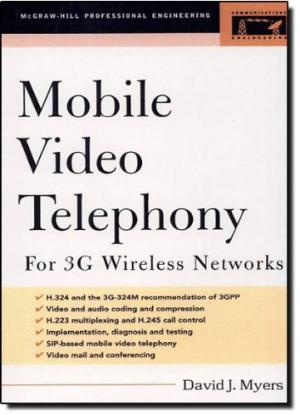 McGRAW-HILL PROFESSIONAL ENGINEERING
COMMUNICATIONS
ENGINEERING
Mobile
Video
Telephony
For 3G Wireless Networks
✓ H.324 and the 3G-324M recommendation of 3GPP
✓ Video and audio coding and compression
✓ H.223 multiplexing and H.245 call control
✓ Implementation, diagnosis and testing
✓ SIP-based mobile video telephony
✓ Video mail and conferencing
David J. Myers